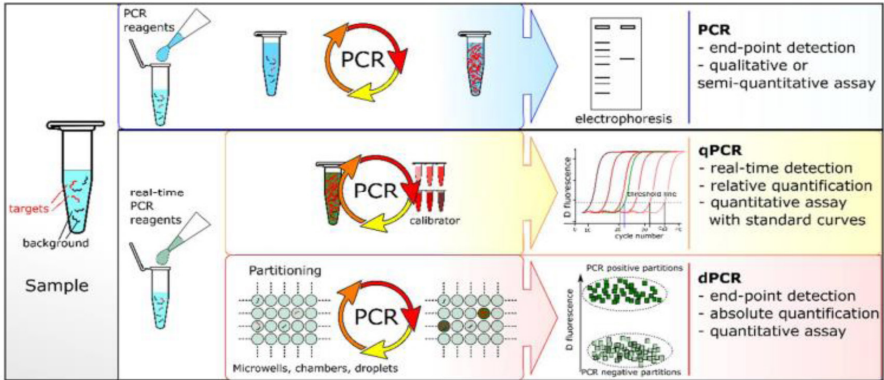 PCR
reagents
PCR
electrophoresis
PCR
- end-point detection
- qualitative or
semi-quantitative assay
targets
background
Sample
real-time
PCR
reagents
PCR
calibrator
D fluorescence
threshold line
cycle number
qPCR
- real-time detection
- relative quantification
- quantitative assay
with standard curves
Partitioning
PCR
Microwells, chambers, droplets
PCR positive partitions
D fluorescence
PCR negative partitions
dPCR
- end-point detection
- absolute quantification
- quantitative assay